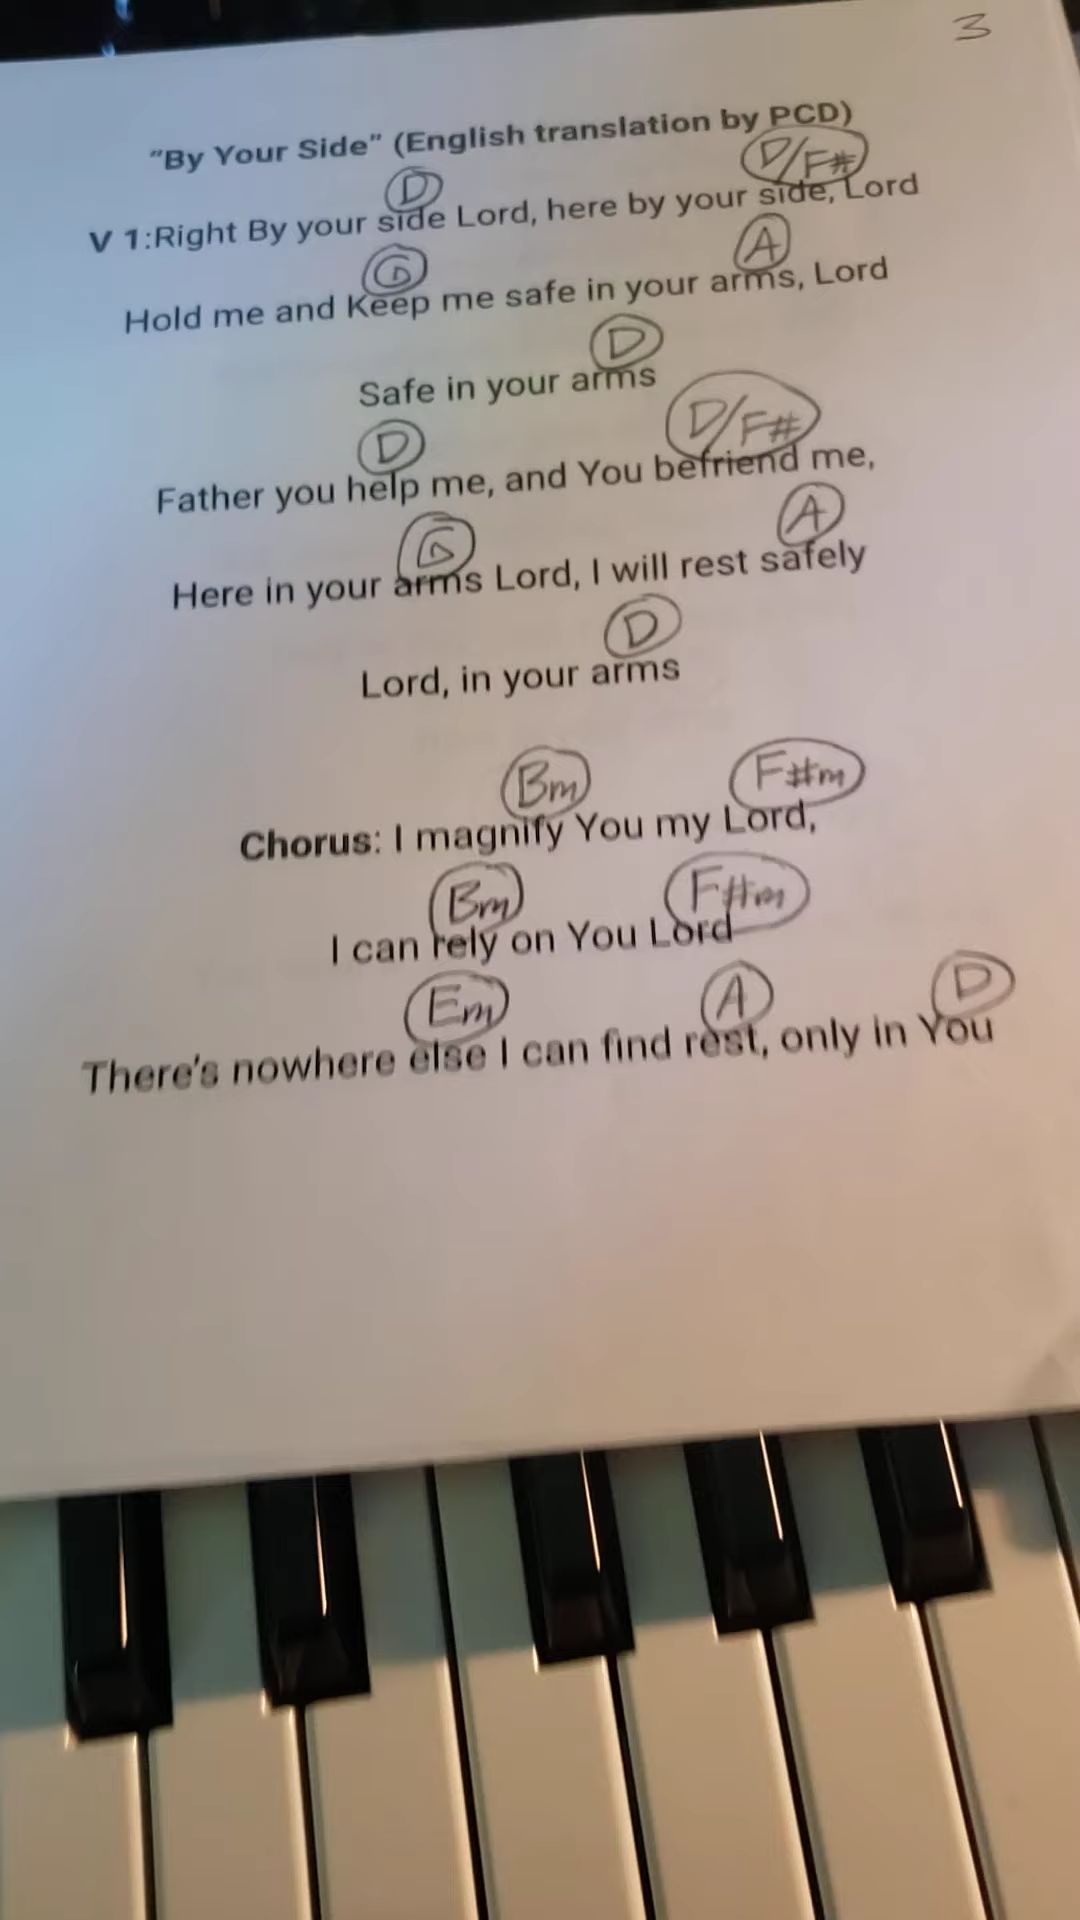 3
"By Your Side" (English translation by PCD)
D D/F#
V 1:Right By your side Lord, here by your side, Lord
G A
Hold me and Keep me safe in your arms, Lord
D
Safe in your arms
D D/F#
Father you help me, and You befriend me,
G A
Here in your arms Lord, I will rest safely
D
Lord, in your arms
Bm F#m
Chorus: I magnify You my Lord,
Bm F#m
I can rely on You Lord
Em A D
There's nowhere else I can find rest, only in You